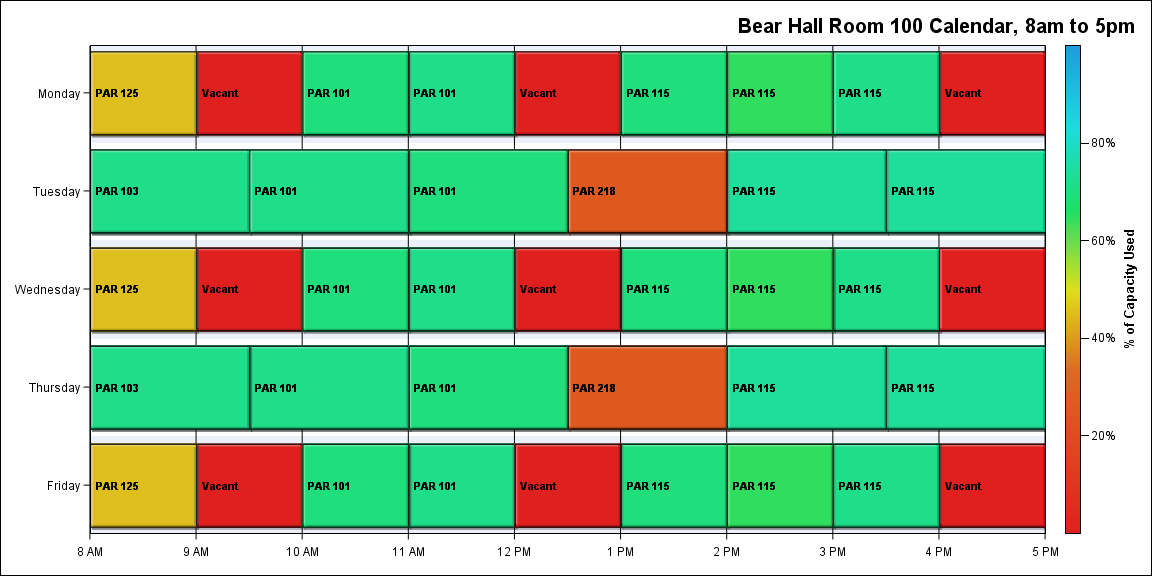 Bear Hall Room 100 Calendar, 8am to 5pm
Monday
PAR 125
Vacant
PAR 101
PAR 101
Vacant
PAR 115
PAR 115
PAR 115
Vacant
Tuesday
PAR 103
PAR 101
PAR 101
PAR 218
PAR 115
PAR 115
Wednesday
PAR 125
Vacant
PAR 101
PAR 101
Vacant
PAR 115
PAR 115
PAR 115
Vacant
Thursday
PAR 103
PAR 101
PAR 101
PAR 218
PAR 115
PAR 115
Friday
PAR 125
Vacant
PAR 101
PAR 101
Vacant
PAR 115
PAR 115
PAR 115
Vacant
8 AM
9 AM
10 AM
11 AM
12 PM
1 PM
2 PM
3 PM
4 PM
5 PM
80%
60%
40%
20%
% of Capacity Used